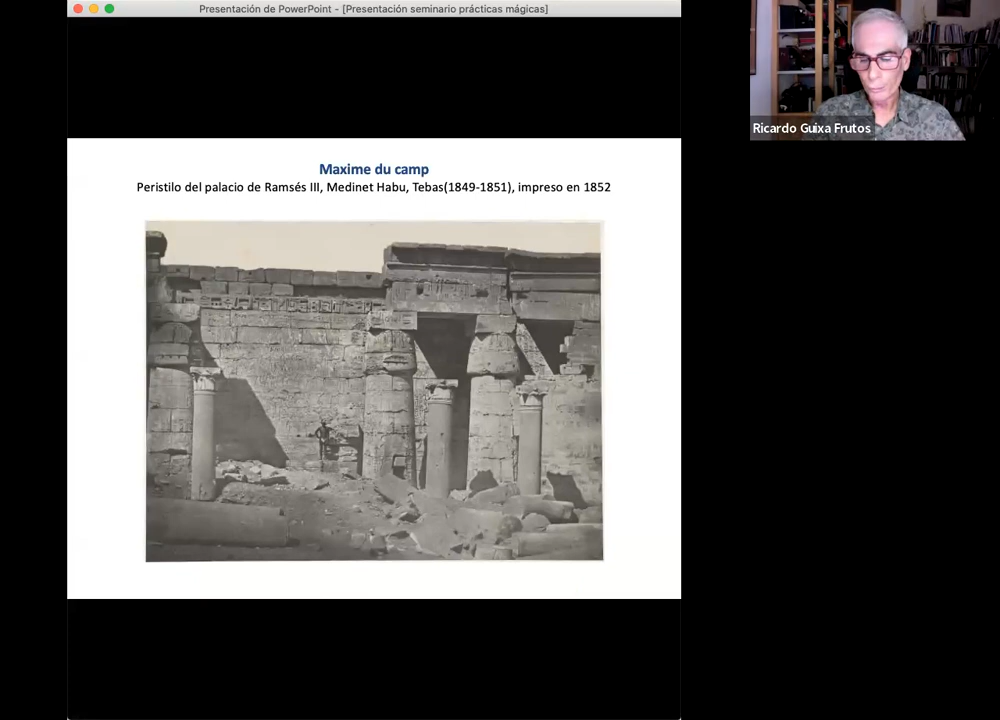 Presentación de PowerPoint - [Presentación seminario prácticas mágicas]
Ricardo Guixa Frutos
Maxime du camp
Peristilo del palacio de Ramsés III, Medinet Habu, Tebas(1849-1851), impreso en 1852